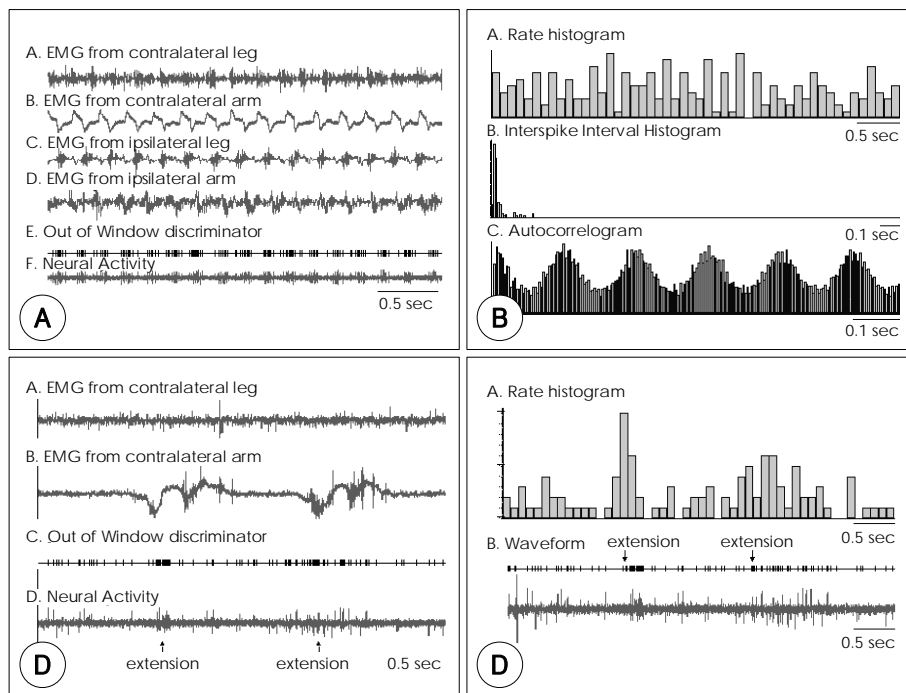 A. EMG from contralateral leg
B. EMG from contralateral arm
C. EMG from ipsilateral leg
D. EMG from ipsilateral arm
E. Out of Window discriminator
F. Neural Activity
0.5 sec
A
A. Rate histogram
0.5 sec
B. Interspike Interval Histogram
0.1 sec
C. Autocorrelogram
0.1 sec
B
A. EMG from contralateral leg
B. EMG from contralateral arm
C. Out of Window discriminator
D. Neural Activity
extension extension 0.5 sec
D
A. Rate histogram
0.5 sec
B. Waveform extension extension
0.5 sec
D